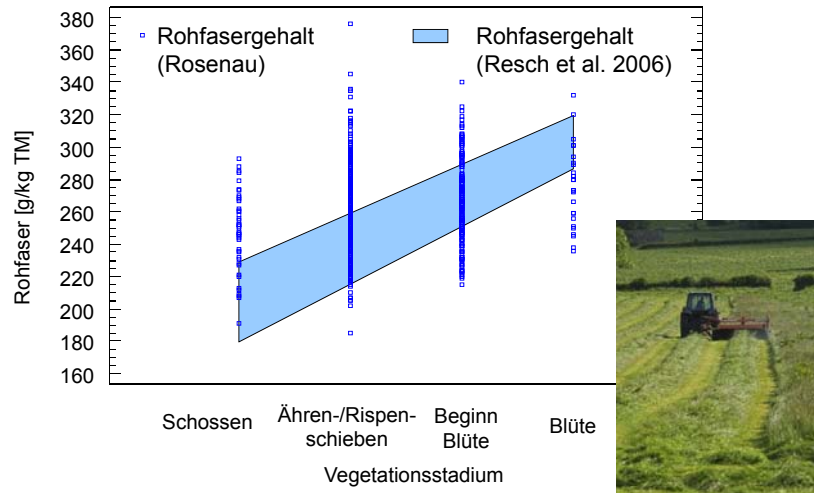 Rohfasergehalt
(Rosenau)
Rohfasergehalt
(Resch et al. 2006)
Rohfaser [g/kg TM]
380
360
340
320
300
280
260
240
220
200
180
160
Schossen
Ähren-/Rispen-
schieben
Beginn
Blüte
Blüte
Vegetationsstadium